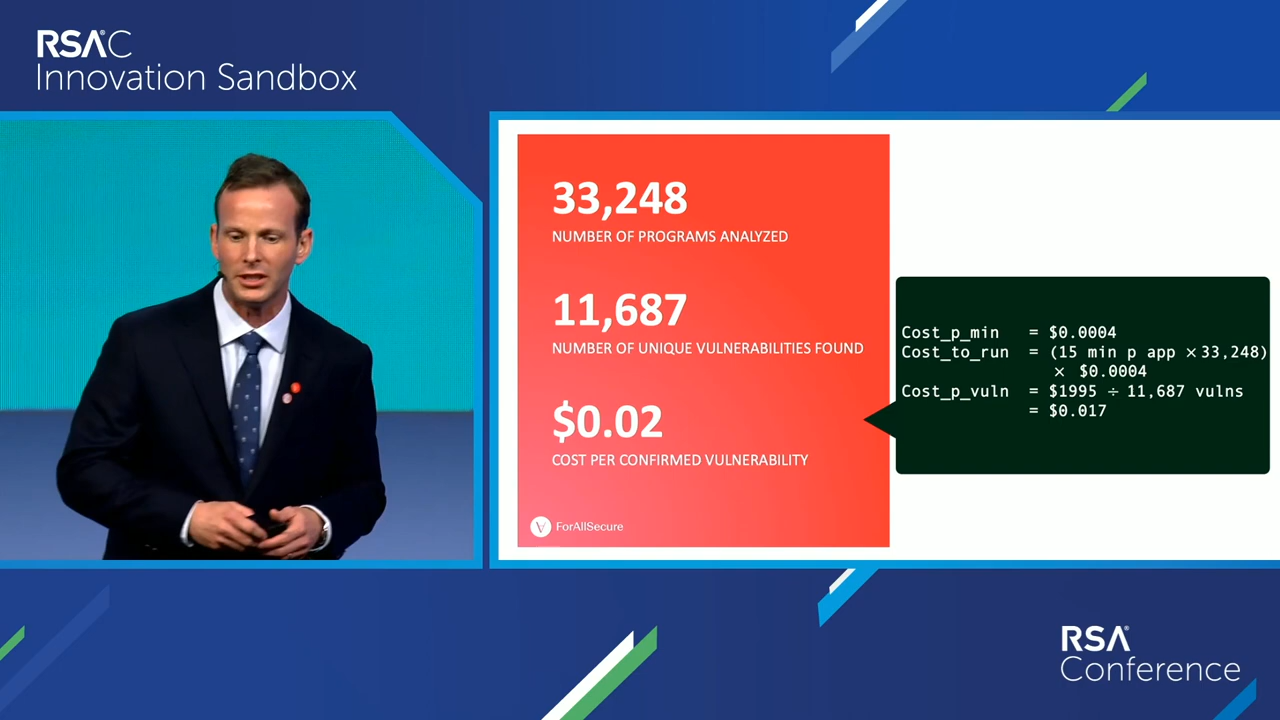 RSAC
Innovation Sandbox
33,248
NUMBER OF PROGRAMS ANALYZED
11,687
NUMBER OF UNIQUE VULNERABILITIES FOUND
$0.02
COST PER CONFIRMED VULNERABILITY
ForAllSecure
Cost_p_min = $0.0004
Cost_to_run = (15 min p app × 33,248)
× $0.0004
Cost_p_vuln = $1995 ÷ 11,687 vulns
= $0.017
RSA®
Conference